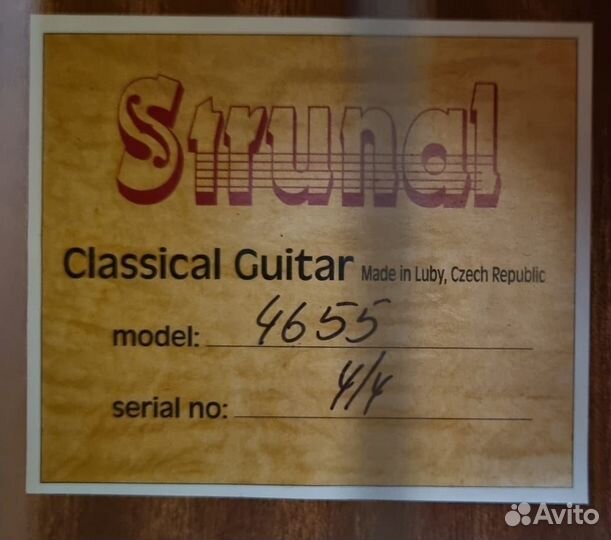 Strunal
Classical Guitar Made in Luby, Czech Republic
model: 4655
serial no: 4/4
Avito